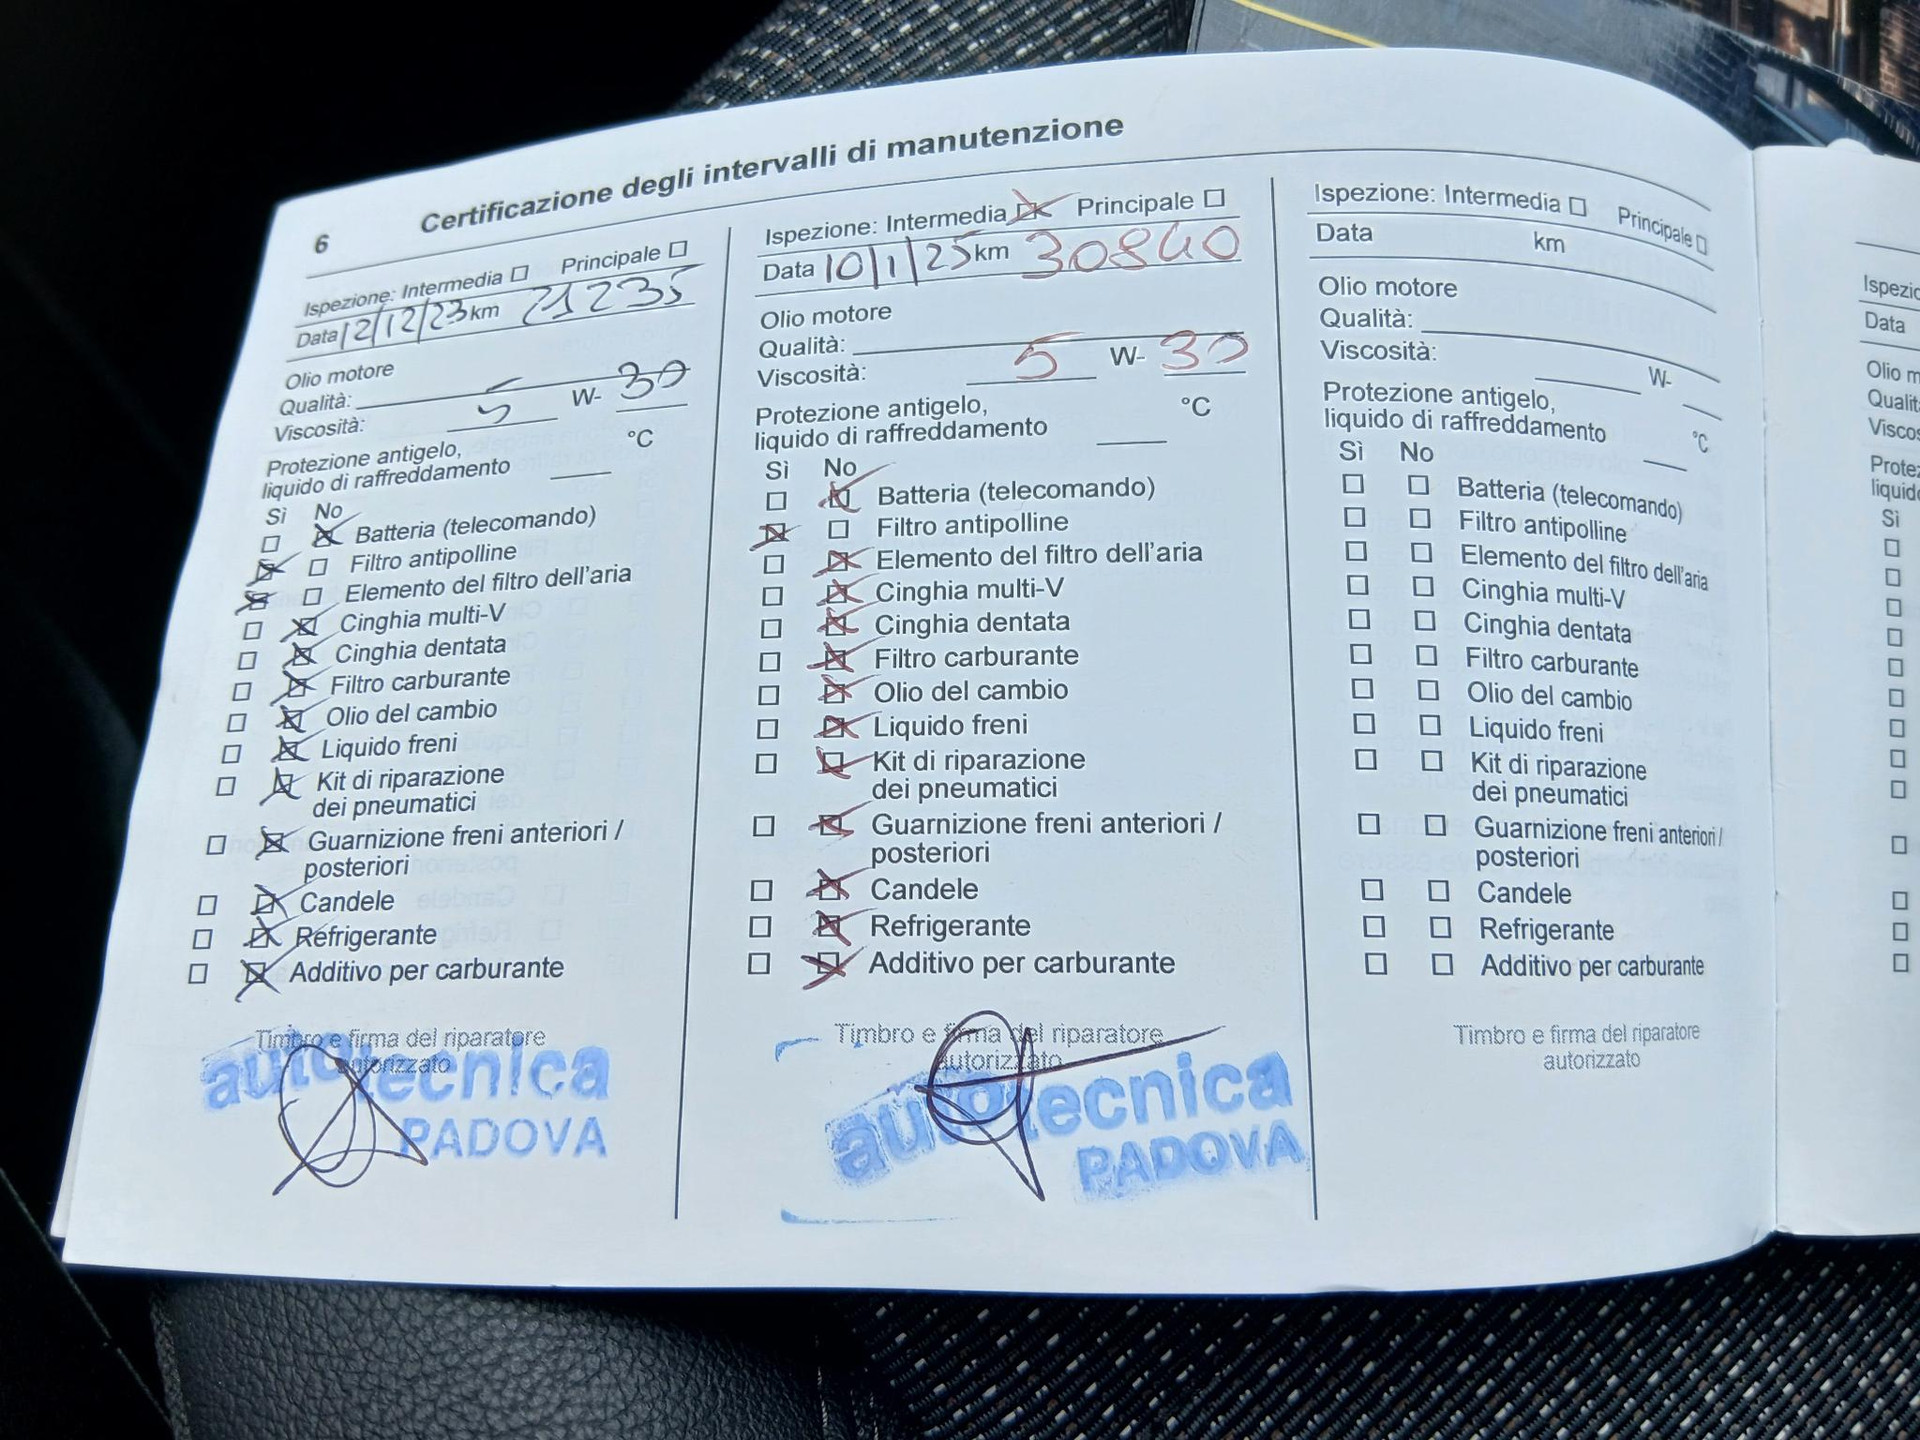 6 Certificazione degli intervalli di manutenzione
Ispezione: Intermedia ☐ Principale ☐
Data 12/12/23 km 21235
Olio motore
Qualità:
Viscosità: 5 W- 30
Protezione antigelo,
liquido di raffreddamento °C
Sì No
☐ ☒ Batteria (telecomando)
☒ ☐ Filtro antipolline
☒ ☐ Elemento del filtro dell'aria
☐ ☒ Cinghia multi-V
☐ ☒ Cinghia dentata
☐ ☒ Filtro carburante
☐ ☒ Olio del cambio
☐ ☒ Liquido freni
☐ ☒ Kit di riparazione
dei pneumatici
☐ ☒ Guarnizione freni anteriori /
posteriori
☐ ☒ Candele
☐ ☒ Refrigerante
☐ ☒ Additivo per carburante
Timbro e firma del riparatore
autorizzato
autotecnica
PADOVA
Ispezione: Intermedia ☒ Principale ☐
Data 10/1/25 km 30840
Olio motore
Qualità:
Viscosità: 5 W- 30
Protezione antigelo,
liquido di raffreddamento °C
Sì No
☐ ☒ Batteria (telecomando)
☒ ☐ Filtro antipolline
☐ ☒ Elemento del filtro dell'aria
☐ ☒ Cinghia multi-V
☐ ☒ Cinghia dentata
☐ ☒ Filtro carburante
☐ ☒ Olio del cambio
☐ ☒ Liquido freni
☐ ☒ Kit di riparazione
dei pneumatici
☐ ☒ Guarnizione freni anteriori /
posteriori
☐ ☒ Candele
☐ ☒ Refrigerante
☐ ☒ Additivo per carburante
Timbro e firma del riparatore
autorizzato
autotecnica
PADOVA
Ispezione: Intermedia ☐ Principale ☐
Data km
Olio motore
Qualità:
Viscosità: W-
Protezione antigelo,
liquido di raffreddamento °C
Sì No
☐ ☐ Batteria (telecomando)
☐ ☐ Filtro antipolline
☐ ☐ Elemento del filtro dell'aria
☐ ☐ Cinghia multi-V
☐ ☐ Cinghia dentata
☐ ☐ Filtro carburante
☐ ☐ Olio del cambio
☐ ☐ Liquido freni
☐ ☐ Kit di riparazione
dei pneumatici
☐ ☐ Guarnizione freni anteriori /
posteriori
☐ ☐ Candele
☐ ☐ Refrigerante
☐ ☐ Additivo per carburante
Timbro e firma del riparatore
autorizzato
Data
Olio
Sì